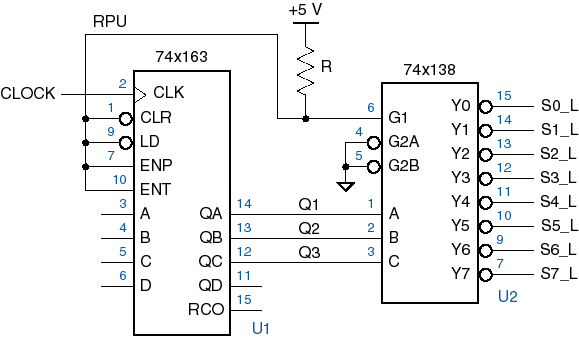 +5 V
RPU
R
74x163
74x138
CLOCK
2
CLK
1
CLR
9
LD
7
ENP
10
ENT
3
A
4
B
5
C
6
D
QA
14
QB
13
QC
12
QD
11
RCO
15
U1
Q1
Q2
Q3
6
G1
4
G2A
5
G2B
1
A
2
B
3
C
Y0
15
S0_L
Y1
14
S1_L
Y2
13
S2_L
Y3
12
S3_L
Y4
11
S4_L
Y5
10
S5_L
Y6
9
S6_L
Y7
7
S7_L
U2